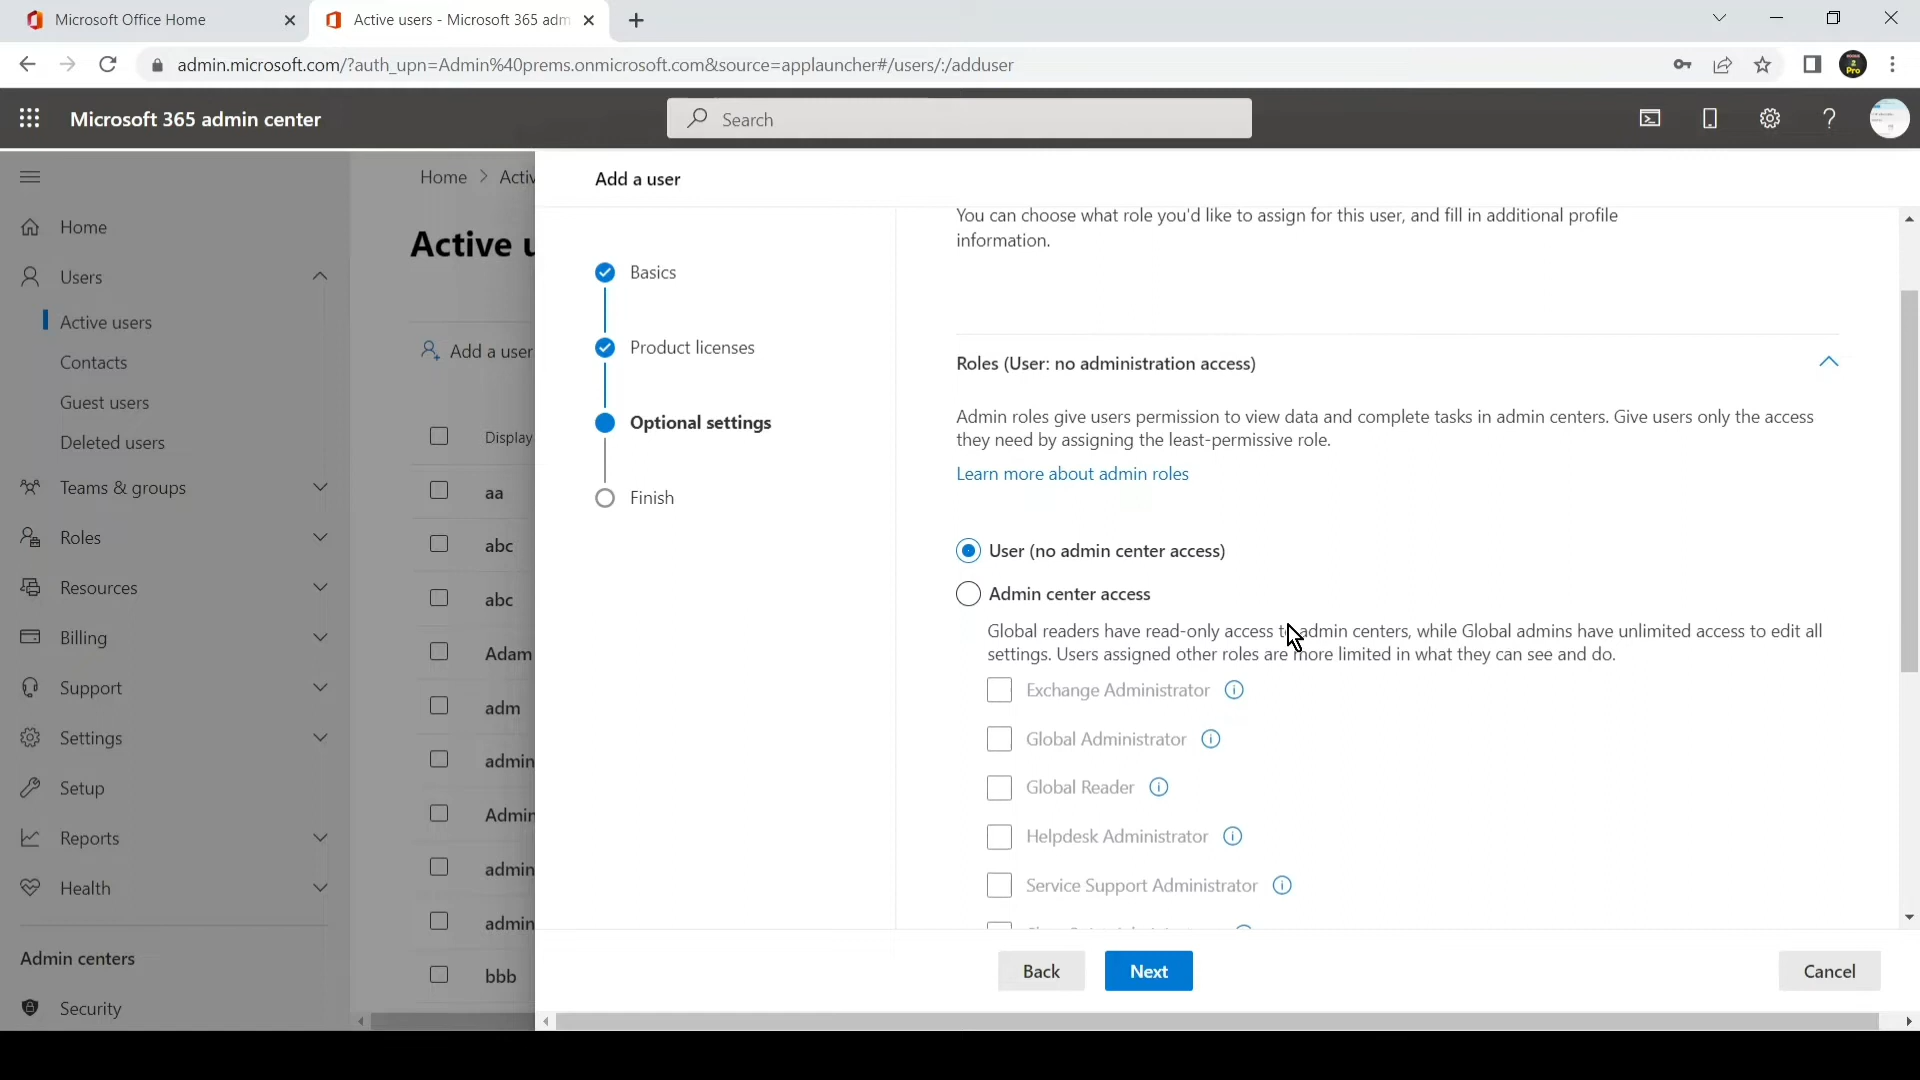 Microsoft Office Home
Active users - Microsoft 365 adm
admin.microsoft.com/?auth_upn=Admin%40prems.onmicrosoft.com&source=applauncher#/users/:/adduser
2
Pro
Microsoft 365 admin center
Search
Home
Users
Active users
Contacts
Guest users
Deleted users
Teams & groups
Roles
Resources
Billing
Support
Settings
Setup
Reports
Health
Admin centers
Security
Home > Activ
Active u
Add a user
Display
aa
abc
abc
Adam
adm
admin
Admin
admin
admin
bbb
Add a user
Basics
Product licenses
Optional settings
Finish
You can choose what role you'd like to assign for this user, and fill in additional profile
information.
Roles (User: no administration access)
Admin roles give users permission to view data and complete tasks in admin centers. Give users only the access
they need by assigning the least-permissive role.
Learn more about admin roles
User (no admin center access)
Admin center access
Global readers have read-only access to admin centers, while Global admins have unlimited access to edit all
settings. Users assigned other roles are more limited in what they can see and do.
Exchange Administrator
Global Administrator
Global Reader
Helpdesk Administrator
Service Support Administrator
Back
Next
Cancel